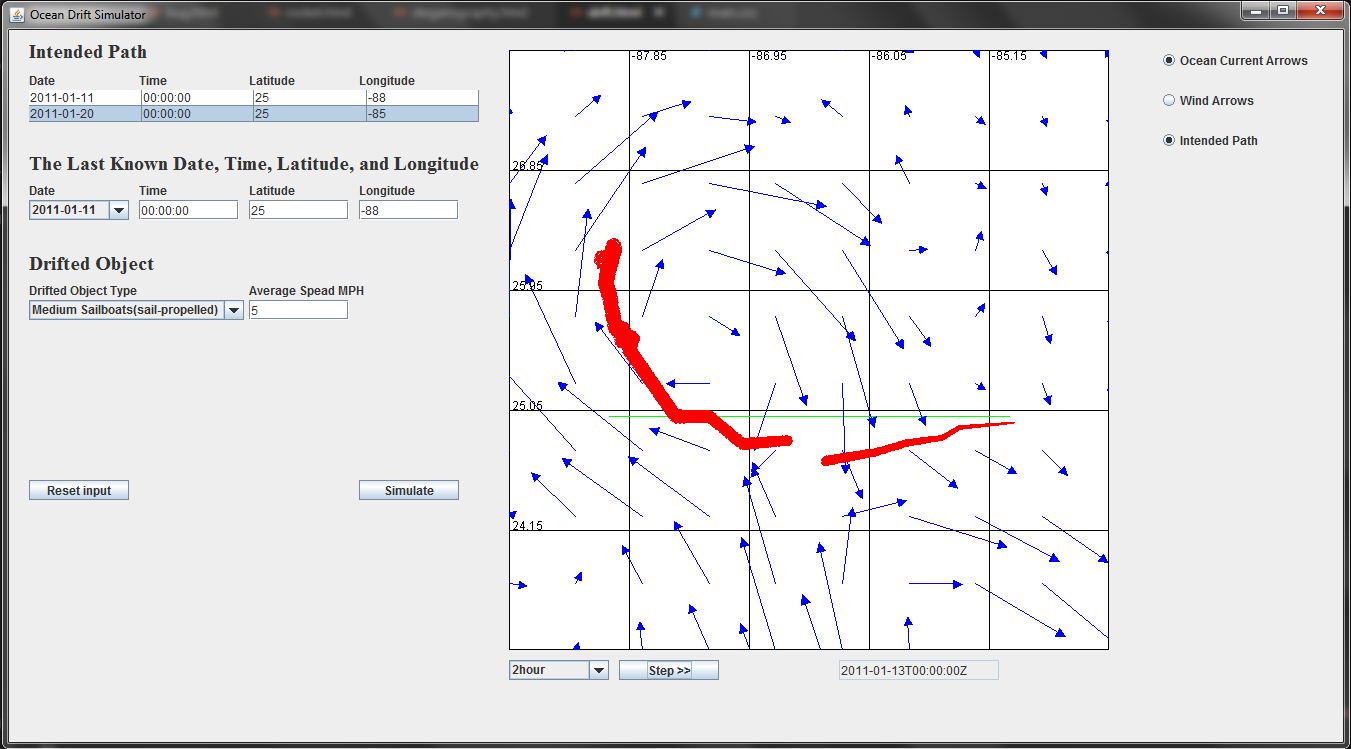 Ocean Drift Simulator
Intended Path
Date Time Latitude Longitude
2011-01-11 00:00:00 25 -88
2011-01-20 00:00:00 25 -85
The Last Known Date, Time, Latitude, and Longitude
Date Time Latitude Longitude
2011-01-11 00:00:00 25 -88
Drifted Object
Drifted Object Type Average Spead MPH
Medium Sailboats(sail-propelled) 5
Reset input Simulate
-87.85 -86.95 -86.05 -85.15
26.85
25.95
25.05
24.15
2hour Step >> 2011-01-13T00:00:00Z
Ocean Current Arrows
Wind Arrows
Intended Path